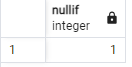 nullif
integer
1 1